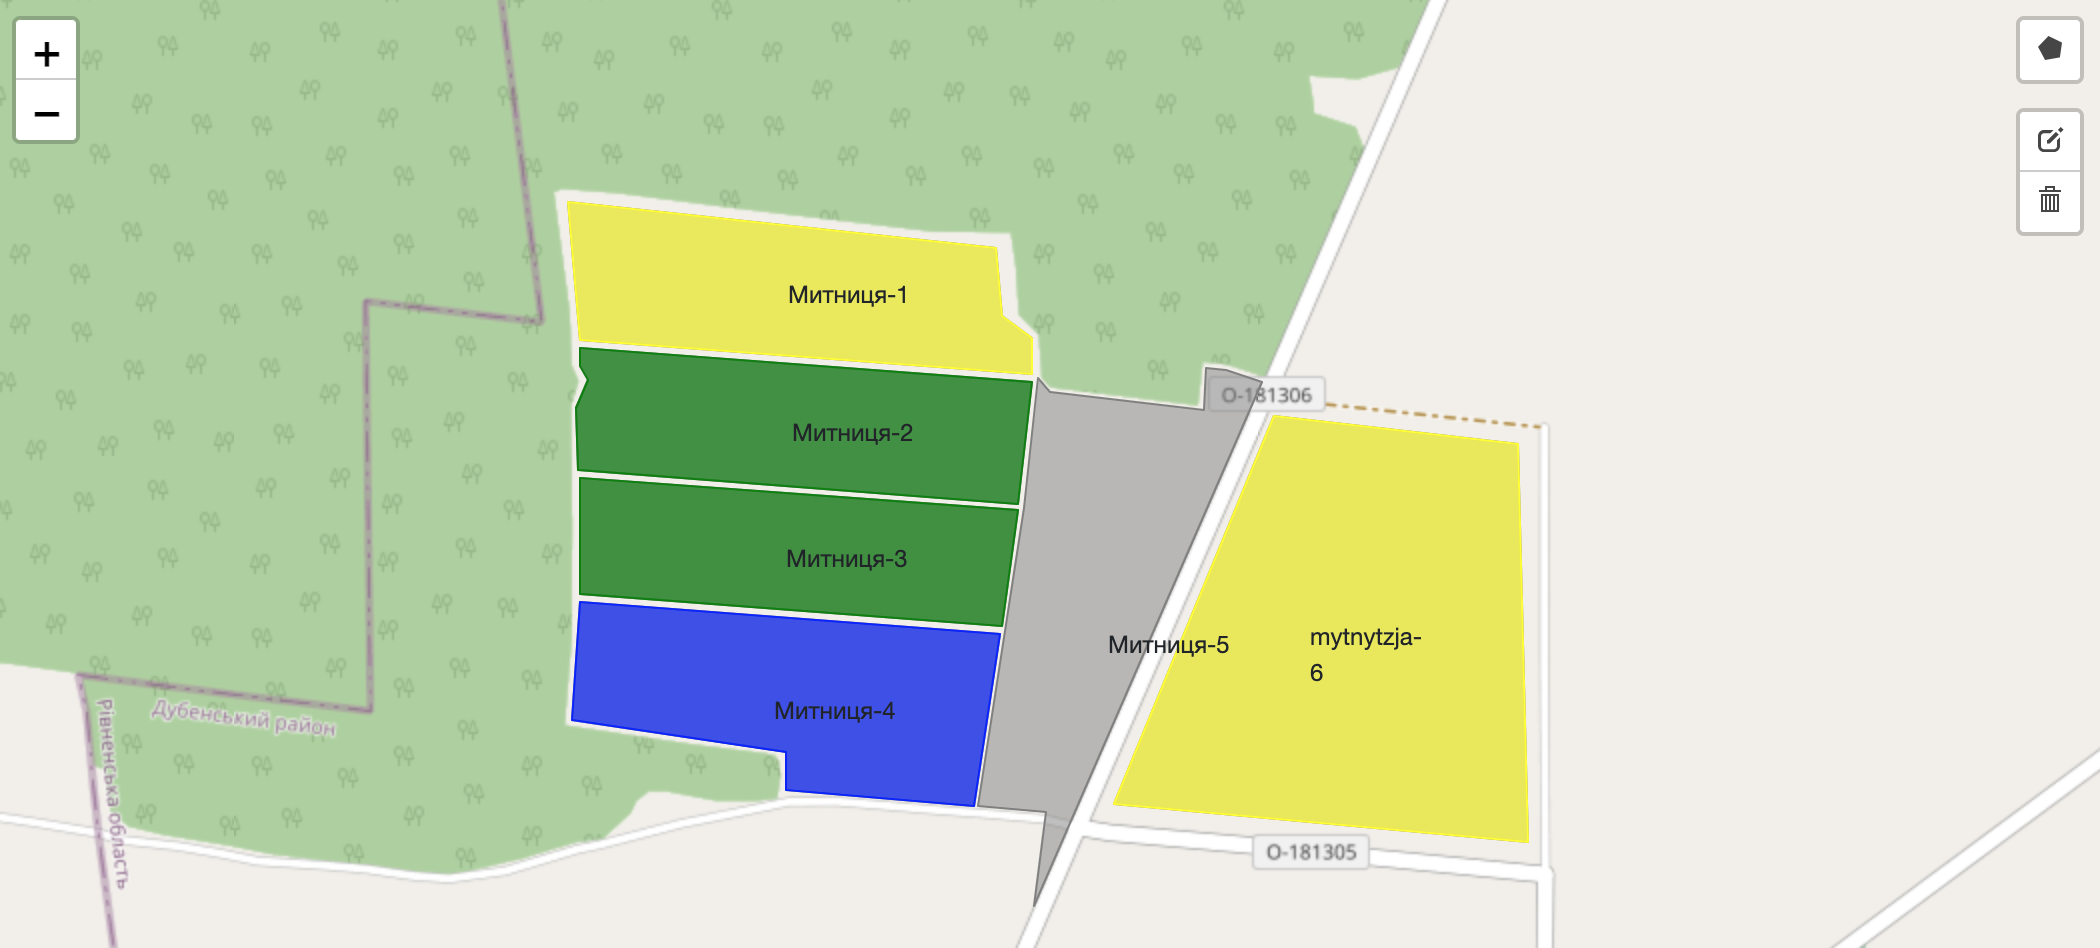 +
−
Митниця-1
О-181306
Митниця-2
Митниця-3
Митниця-5
mytnytzja-
6
Митниця-4
Дубенський район
Рівненська область
О-181305